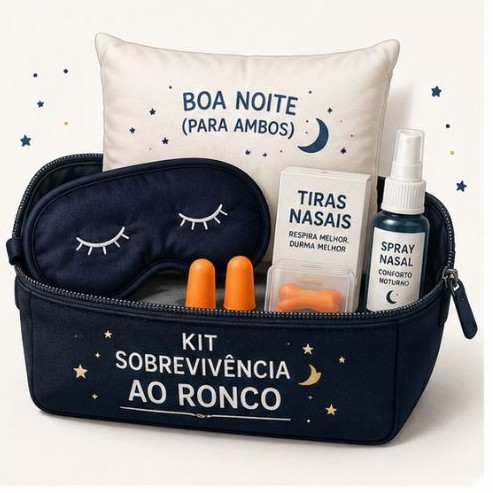 BOA NOITE
(PARA AMBOS)
TIRAS
NASAIS
RESPIRA MELHOR,
DURMA MELHOR
SPRAY
NASAL
CONFORTO
NOTURNO
KIT
SOBREVIVÊNCIA
AO RONCO